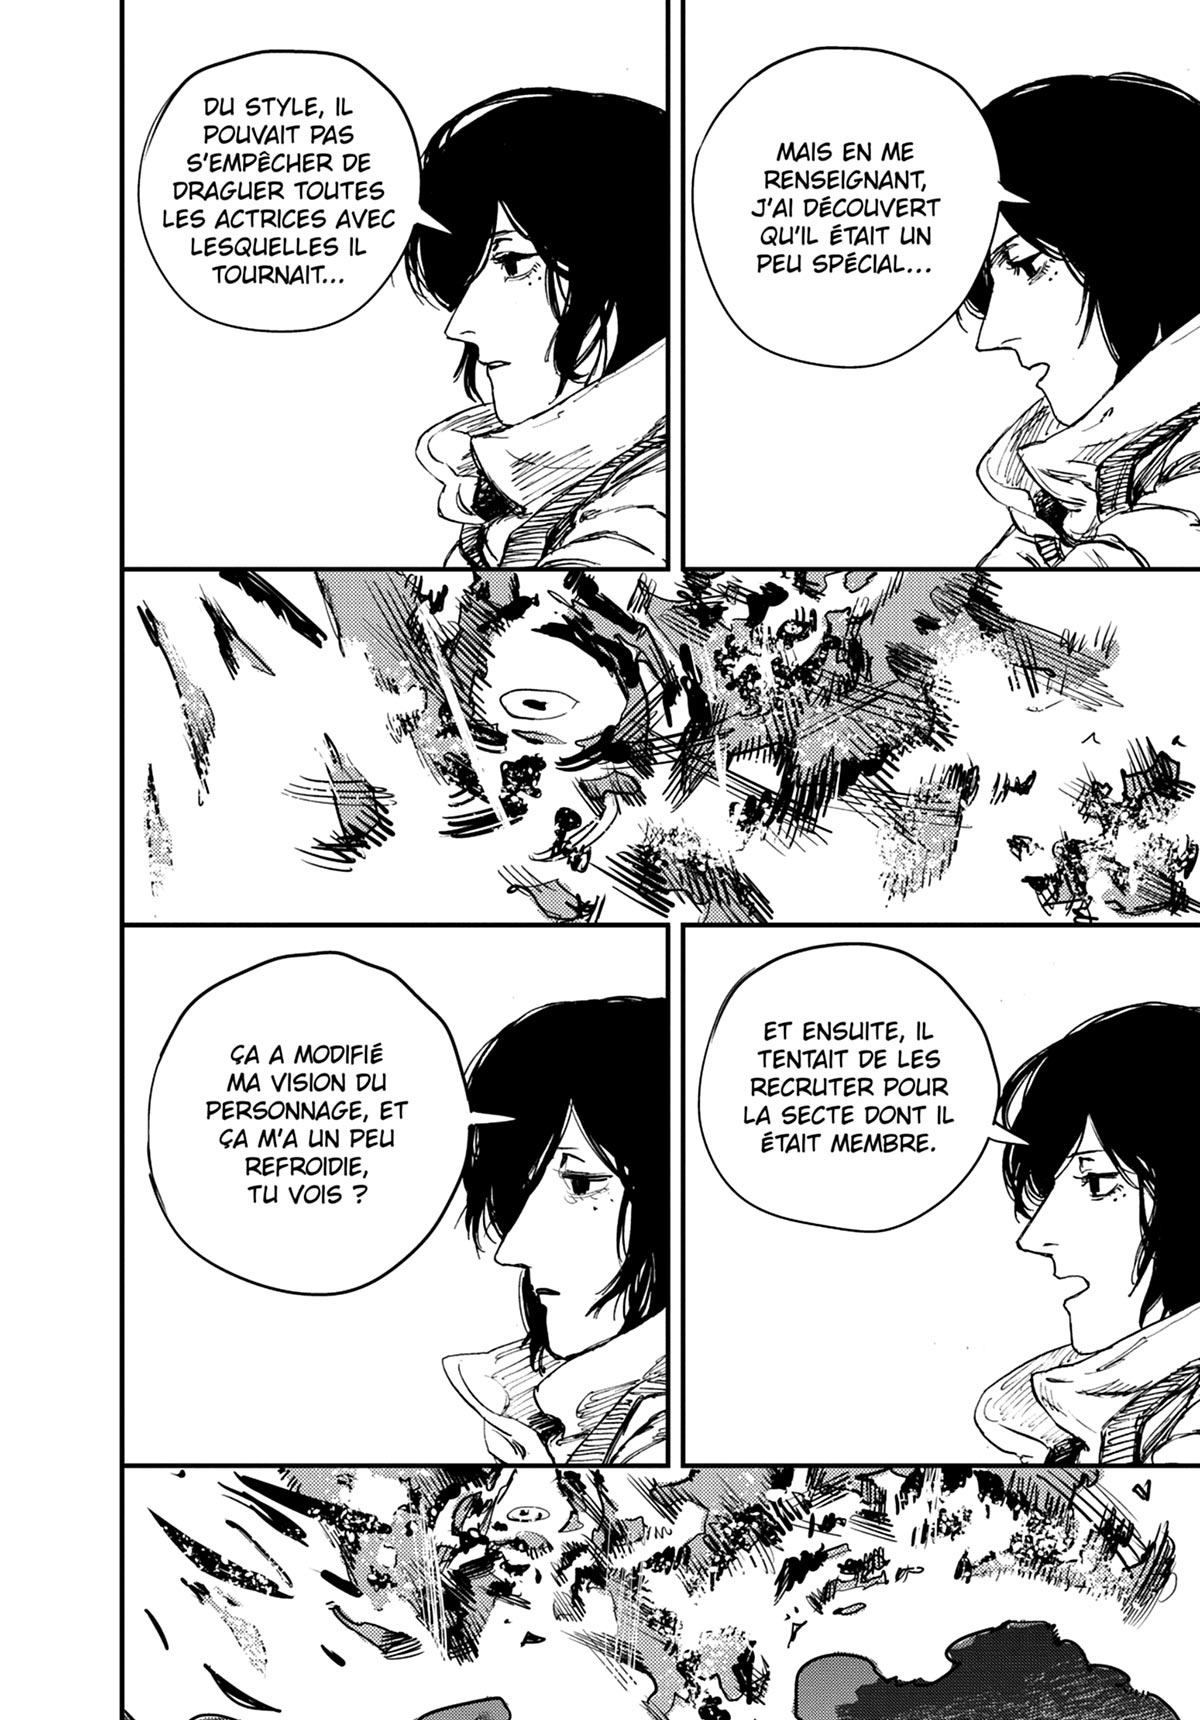 MAIS EN ME
RENSEIGNANT,
J'AI DÉCOUVERT
QU'IL ÉTAIT UN
PEU SPÉCIAL...
DU STYLE, IL
POUVAIT PAS
S'EMPÊCHER DE
DRAGUER TOUTES
LES ACTRICES AVEC
LESQUELLES IL
TOURNAIT...
ET ENSUITE, IL
TENTAIT DE LES
RECRUTER POUR
LA SECTE DONT IL
ÉTAIT MEMBRE.
ÇA A MODIFIÉ
MA VISION DU
PERSONNAGE, ET
ÇA M'A UN PEU
REFROIDIE,
TU VOIS ?